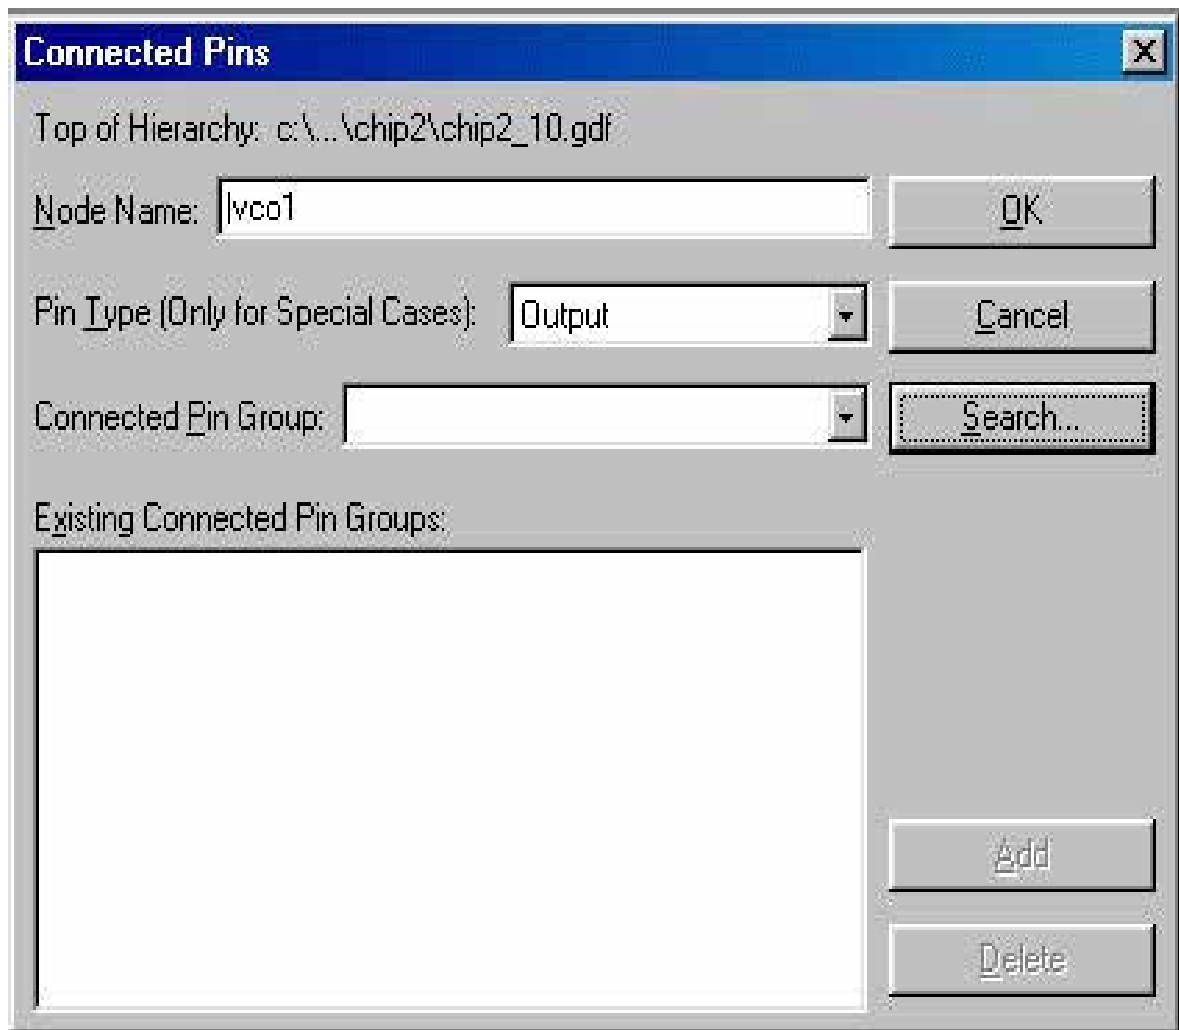 Connected Pins
Top of Hierarchy: c:\...\chip2\chip2_10.gdf
Node Name: |vco1
OK
Pin Type (Only for Special Cases): Output
Cancel
Connected Pin Group:
Search...
Existing Connected Pin Groups:
Add
Delete